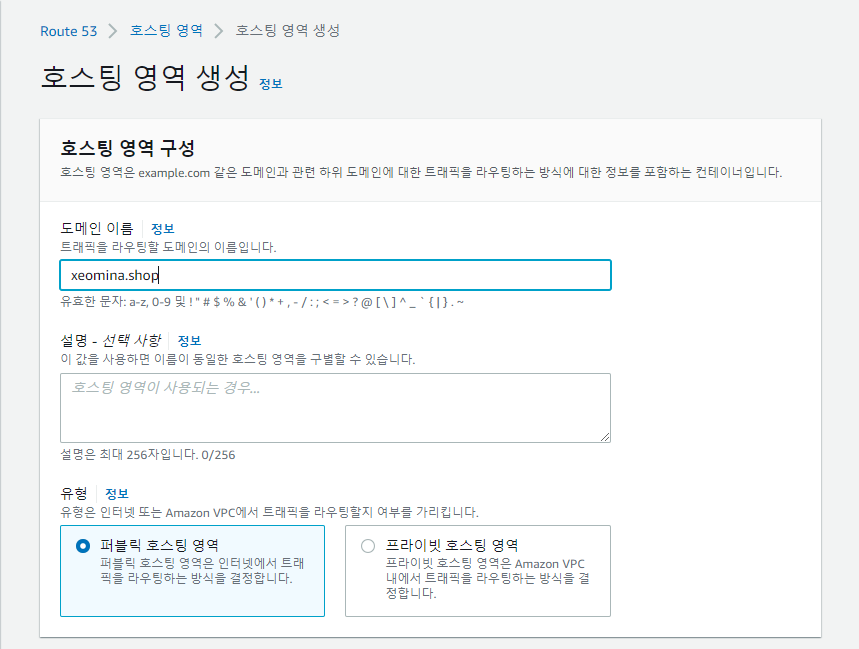 Route 53 > 호스팅 영역 > 호스팅 영역 생성
호스팅 영역 생성 정보
호스팅 영역 구성
호스팅 영역은 example.com 같은 도메인과 관련 하위 도메인에 대한 트래픽을 라우팅하는 방식에 대한 정보를 포함하는 컨테이너입니다.
도메인 이름 정보
트래픽을 라우팅할 도메인의 이름입니다.
xeomina.shop
유효한 문자: a-z, 0-9 및 ! " # $ % & ' ( ) * + , - / : ; < = > ? @ [ \ ] ^ _ ` { | } . ~
설명 - 선택 사항 정보
이 값을 사용하면 이름이 동일한 호스팅 영역을 구별할 수 있습니다.
호스팅 영역이 사용되는 경우...
설명은 최대 256자입니다. 0/256
유형 정보
유형은 인터넷 또는 Amazon VPC에서 트래픽을 라우팅할지 여부를 가리킵니다.
퍼블릭 호스팅 영역
퍼블릭 호스팅 영역은 인터넷에서 트래
픽을 라우팅하는 방식을 결정합니다.
프라이빗 호스팅 영역
프라이빗 호스팅 영역은 Amazon VPC
내에서 트래픽을 라우팅하는 방식을 결
정합니다.